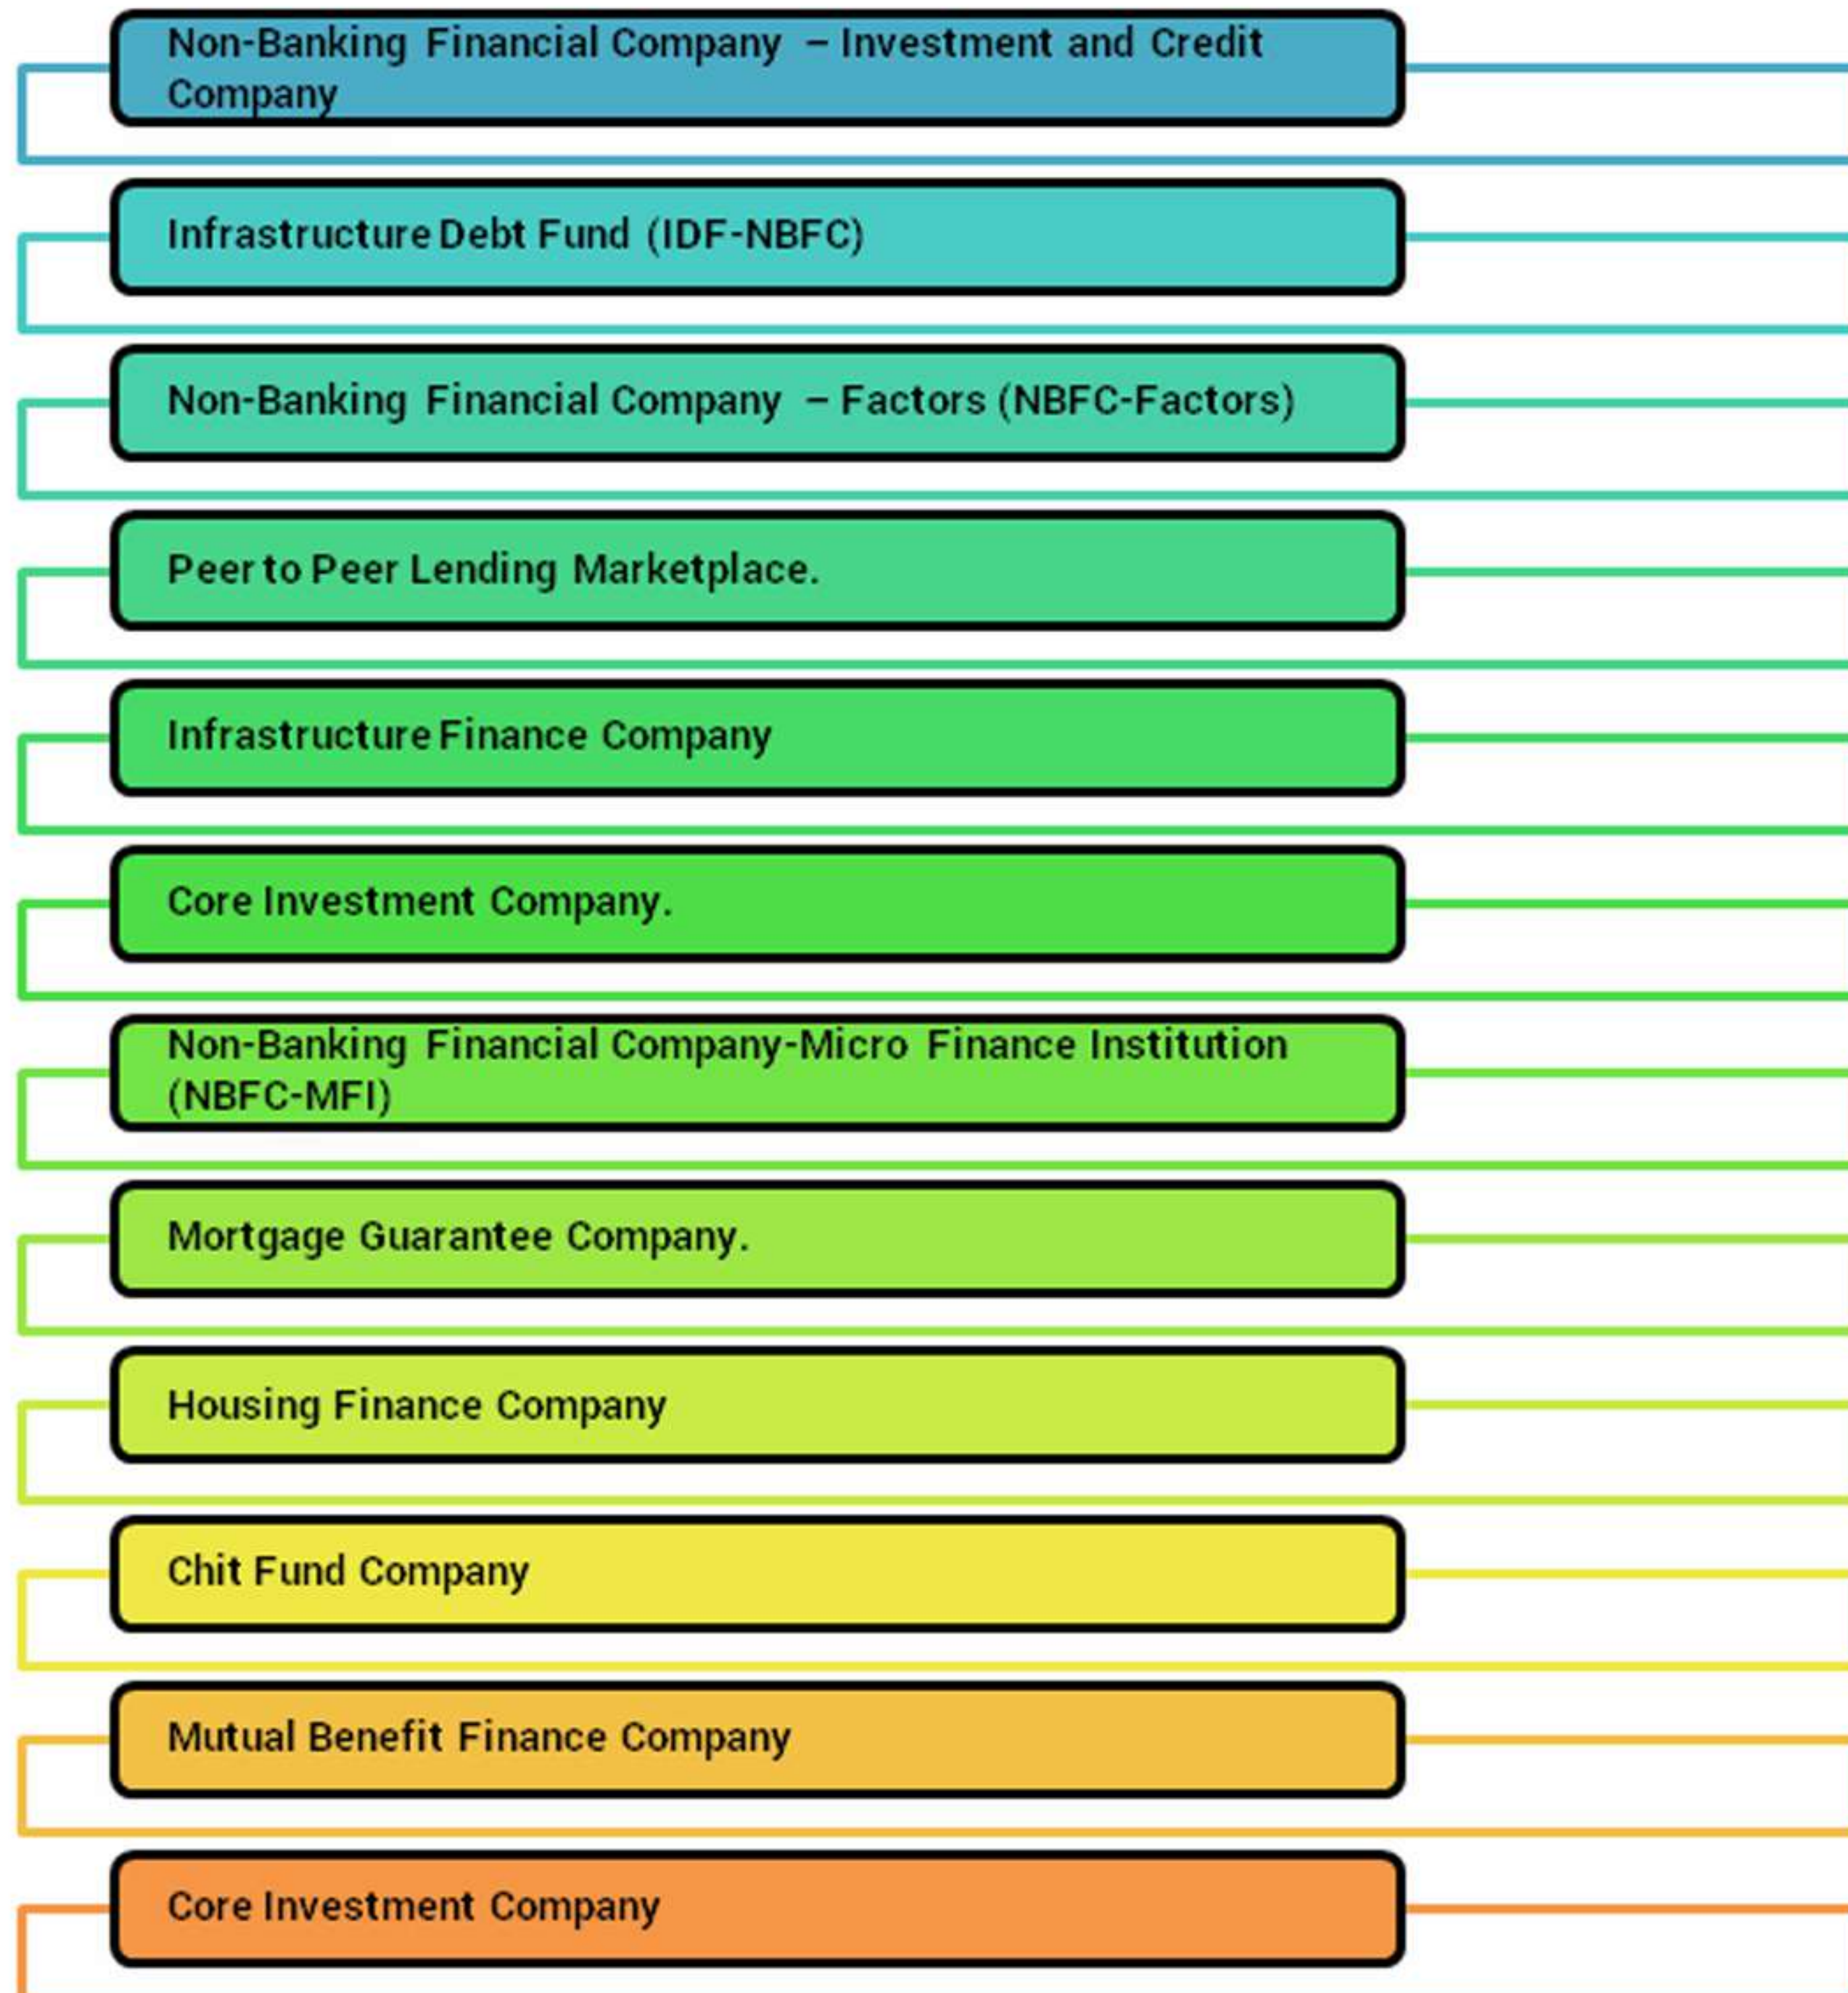 Non-Banking Financial Company – Investment and Credit
Company
Infrastructure Debt Fund (IDF-NBFC)
Non-Banking Financial Company – Factors (NBFC-Factors)
Peer to Peer Lending Marketplace.
Infrastructure Finance Company
Core Investment Company.
Non-Banking Financial Company-Micro Finance Institution
(NBFC-MFI)
Mortgage Guarantee Company.
Housing Finance Company
Chit Fund Company
Mutual Benefit Finance Company
Core Investment Company